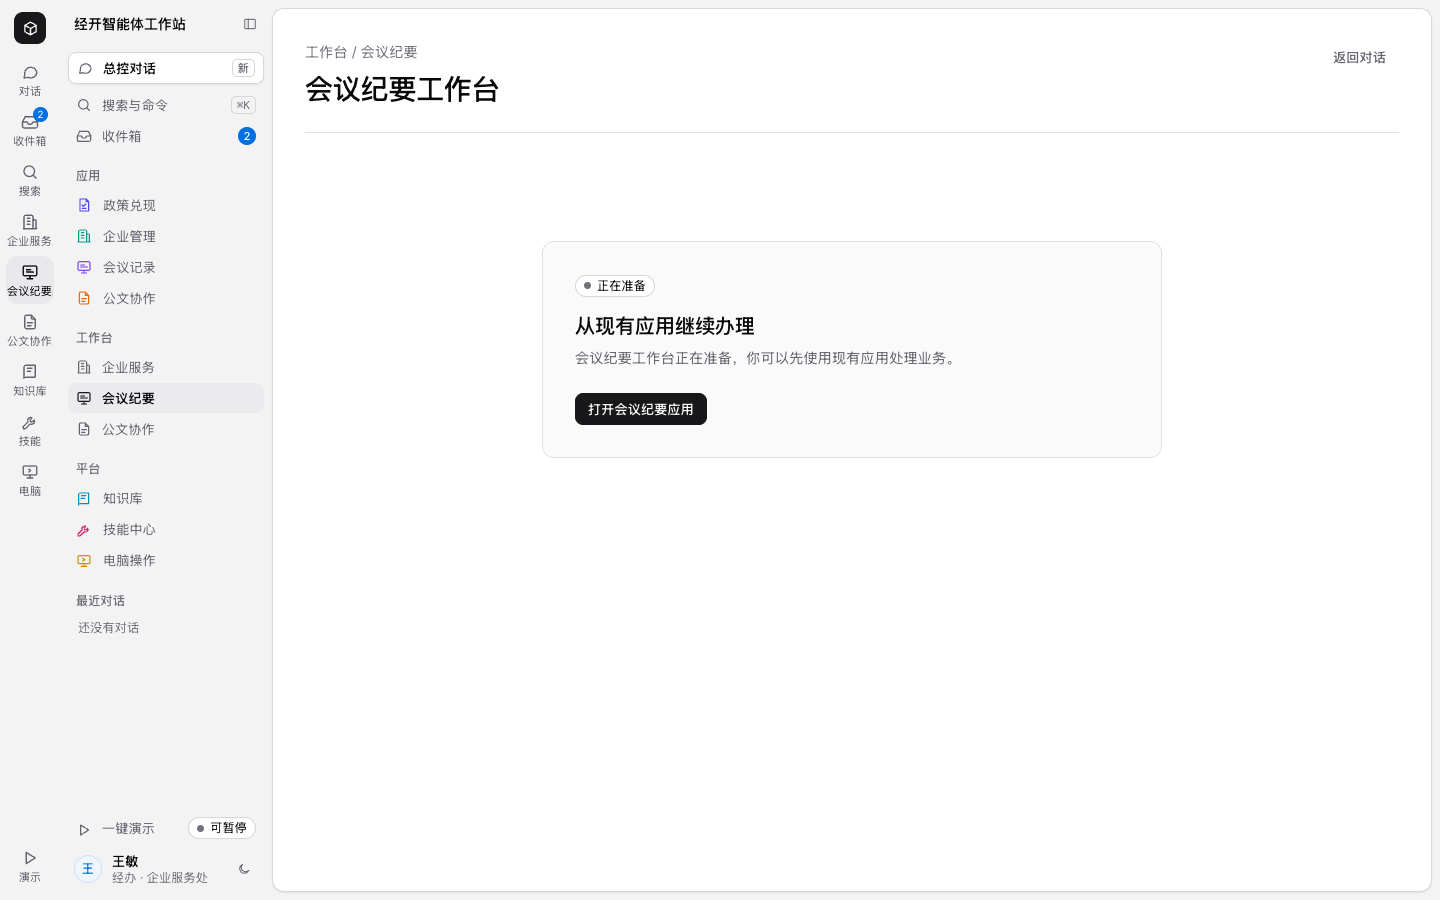 对话
2
收件箱
搜索
企业服务
会议纪要
公文协作
知识库
技能
电脑
演示
经开智能体工作站
总控对话 新
搜索与命令 ⌘K
收件箱 2
应用
政策兑现
企业管理
会议记录
公文协作
工作台
企业服务
会议纪要
公文协作
平台
知识库
技能中心
电脑操作
最近对话
还没有对话
一键演示 可暂停
王 王敏
经办 · 企业服务处
工作台 / 会议纪要
会议纪要工作台
返回对话
正在准备
从现有应用继续办理
会议纪要工作台正在准备，你可以先使用现有应用处理业务。
打开会议纪要应用